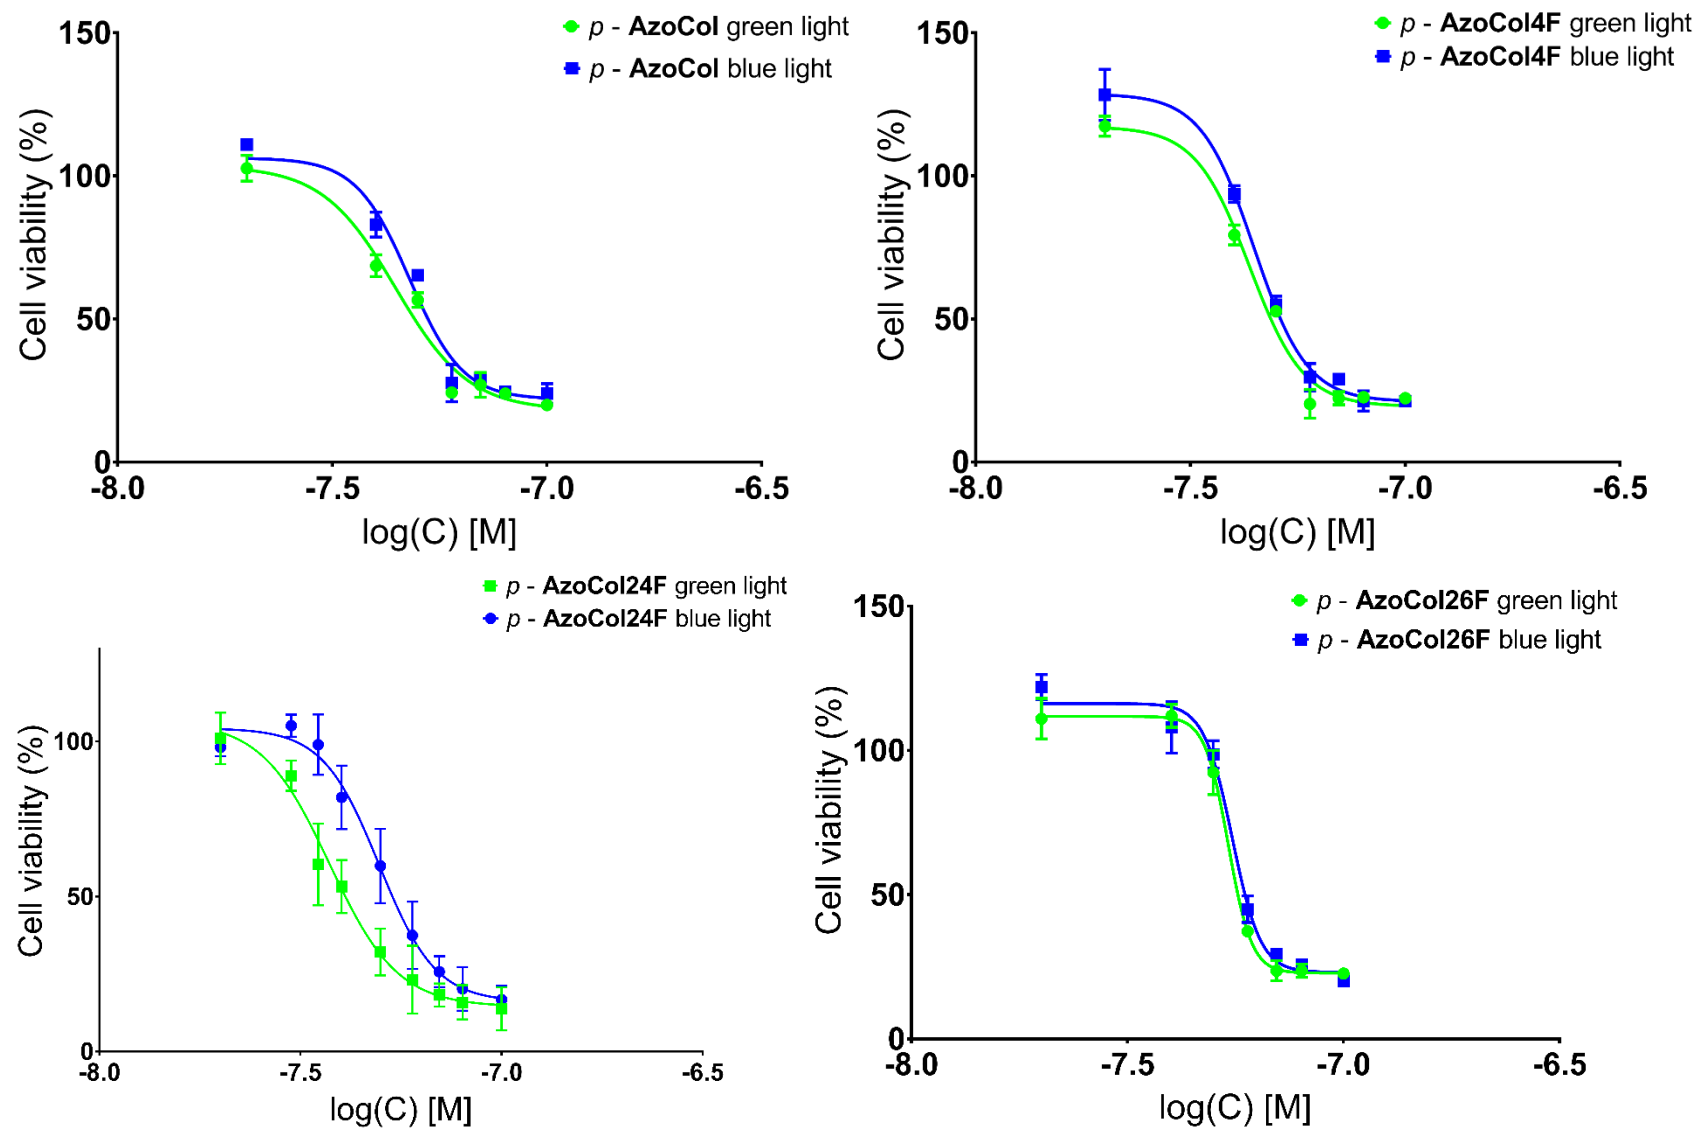 p - AzoCol green light
p - AzoCol blue light
150
100
50
0
Cell viability (%)
-8.0 -7.5 -7.0 -6.5
log(C) [M]
p - AzoCol4F green light
p - AzoCol4F blue light
150
100
50
0
Cell viability (%)
-8.0 -7.5 -7.0 -6.5
log(C) [M]
p - AzoCol24F green light
p - AzoCol24F blue light
100
50
0
Cell viability (%)
-8.0 -7.5 -7.0 -6.5
log(C) [M]
p - AzoCol26F green light
p - AzoCol26F blue light
150
100
50
0
Cell viability (%)
-8.0 -7.5 -7.0 -6.5
log(C) [M]